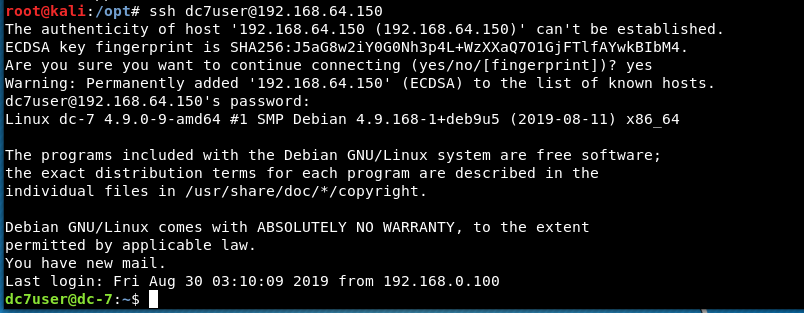 root@kali:/opt# ssh dc7user@192.168.64.150
The authenticity of host '192.168.64.150 (192.168.64.150)' can't be established.
ECDSA key fingerprint is SHA256:J5aG8w2iY0G0Nh3p4L+WzXXaQ7O1GjFTlfAYwkBIbM4.
Are you sure you want to continue connecting (yes/no/[fingerprint])? yes
Warning: Permanently added '192.168.64.150' (ECDSA) to the list of known hosts.
dc7user@192.168.64.150's password:
Linux dc-7 4.9.0-9-amd64 #1 SMP Debian 4.9.168-1+deb9u5 (2019-08-11) x86_64
The programs included with the Debian GNU/Linux system are free software;
the exact distribution terms for each program are described in the
individual files in /usr/share/doc/*/copyright.
Debian GNU/Linux comes with ABSOLUTELY NO WARRANTY, to the extent
permitted by applicable law.
You have new mail.
Last login: Fri Aug 30 03:10:09 2019 from 192.168.0.100
dc7user@dc-7:~$